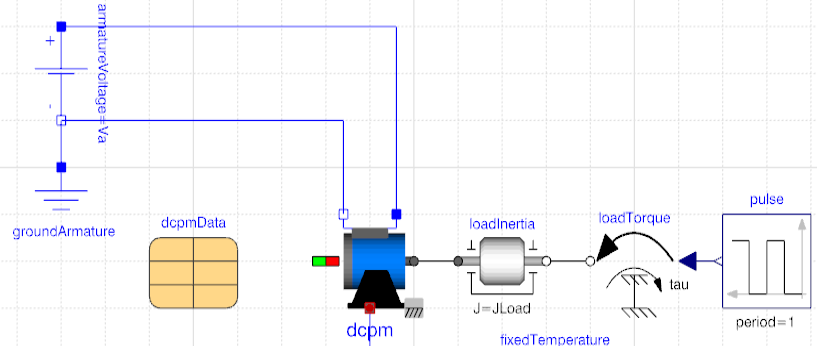 +
armatureVoltage=Va
-
groundArmature
dcpmData
loadInertia
loadTorque
pulse
tau
J=JLoad
period=1
dcpm
fixedTemperature